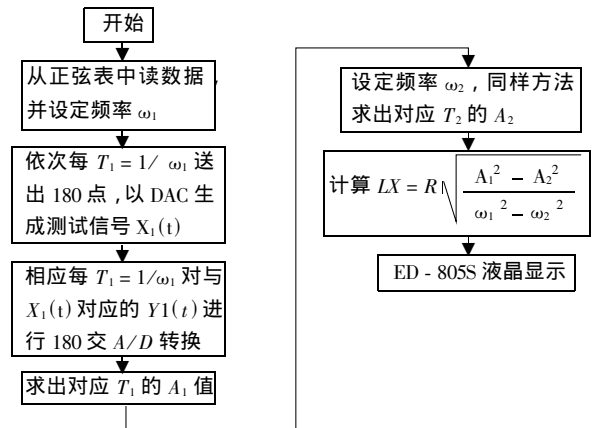 开始
从正弦表中读数据，
并设定频率 ω₁
依次每 T₁ = 1/ ω₁ 送
出 180 点，以 DAC 生
成测试信号 X₁(t)
相应每 T₁ = 1/ω₁ 对与
X₁(t) 对应的 Y1(t) 进
行 180 交 A/D 转换
求出对应 T₁ 的 A₁ 值
设定频率 ω₂，同样方法
求出对应 T₂ 的 A₂
计算 LX = R √((A₁² - A₂²)/(ω₁² - ω₂²))
ED - 805S 液晶显示